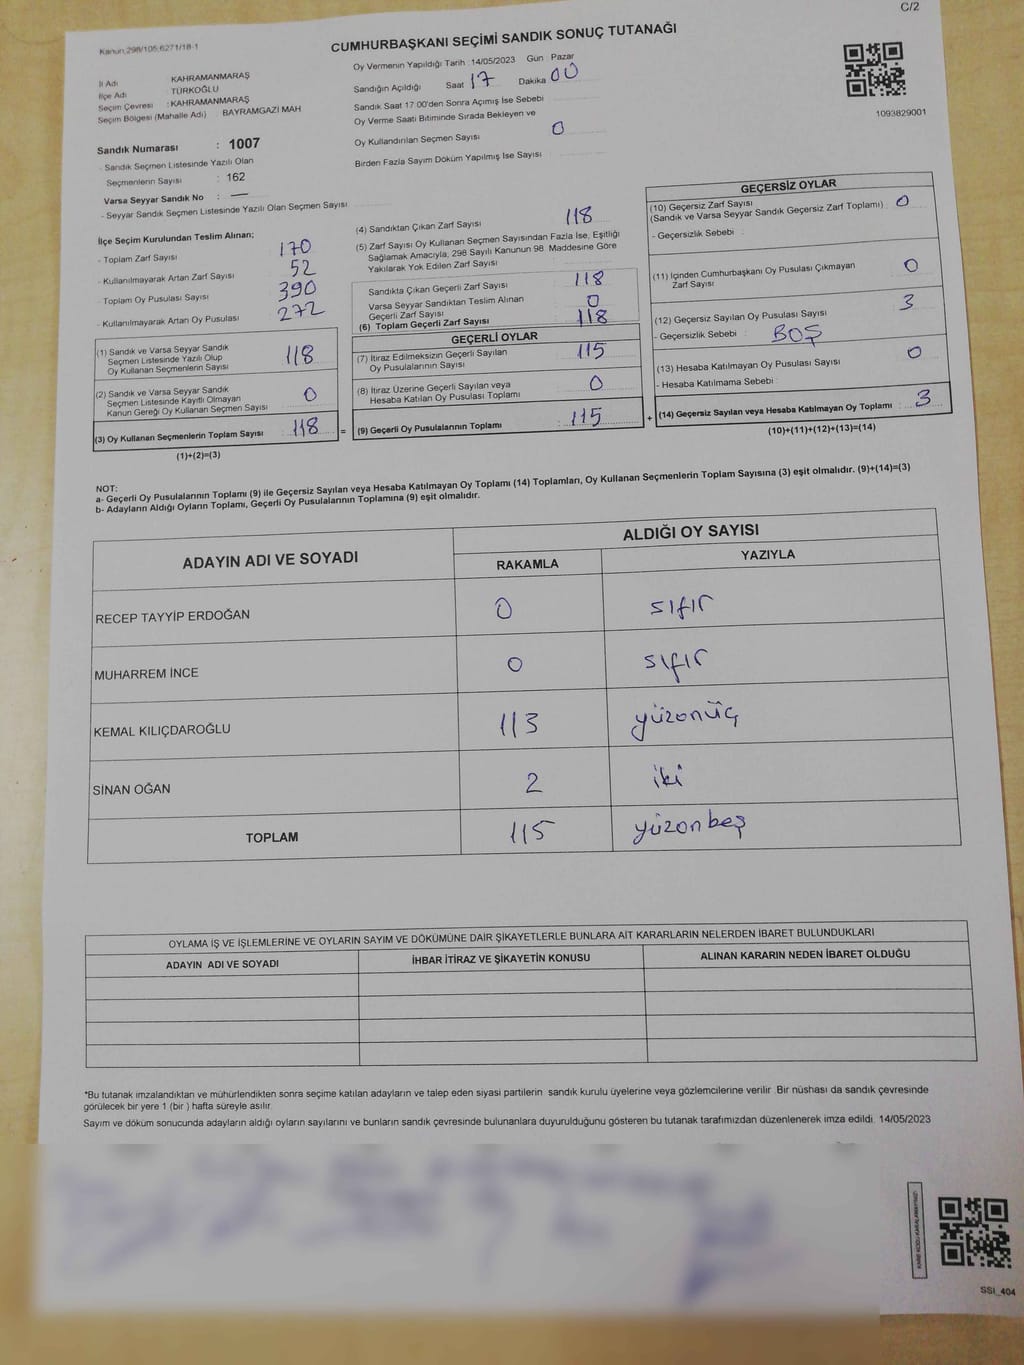 C/2
Kanun:298/105;6271/18-1
CUMHURBAŞKANI SEÇİMİ SANDIK SONUÇ TUTANAĞI
İl Adı KAHRAMANMARAŞ
İlçe Adı TÜRKOĞLU
Seçim Çevresi : KAHRAMANMARAŞ
Seçim Bölgesi (Mahalle Adı) BAYRAMGAZİ MAH
Sandık Numarası : 1007
- Sandık Seçmen Listesinde Yazılı Olan
Seçmenlerin Sayısı : 162
Varsa Seyyar Sandık No : —
- Seyyar Sandık Seçmen Listesinde Yazılı Olan Seçmen Sayısı
Oy Vermenin Yapıldığı Tarih : 14/05/2023 Gün Pazar
Sandığın Açıldığı Saat 17 Dakika 00
Sandık Saat 17:00'den Sonra Açımış İse Sebebi
Oy Verme Saati Bitiminde Sırada Bekleyen ve
Oy Kullandırılan Seçmen Sayısı 0
Birden Fazla Sayım Döküm Yapılmış İse Sayısı
1093829001
İlçe Seçim Kurulundan Teslim Alınan;
- Toplam Zarf Sayısı 170
- Kullanılmayarak Artan Zarf Sayısı 52
- Toplam Oy Pusulası Sayısı 390
- Kullanılmayarak Artan Oy Pusulası 272
(1) Sandık ve Varsa Seyyar Sandık
Seçmen Listesinde Yazılı Olup
Oy Kullanan Seçmenlerin Sayısı 118
(2) Sandık ve Varsa Seyyar Sandık
Seçmen Listesinde Kayıtlı Olmayan
Kanun Gereği Oy Kullanan Seçmen Sayısı 0
(3) Oy Kullanan Seçmenlerin Toplam Sayısı : 118 =
(1)+(2)=(3)
(4) Sandıktan Çıkan Zarf Sayısı 118
(5) Zarf Sayısı Oy Kullanan Seçmen Sayısından Fazla İse, Eşitliği
Sağlamak Amacıyla, 298 Sayılı Kanunun 98. Maddesine Göre
Yakılarak Yok Edilen Zarf Sayısı
Sandıkta Çıkan Geçerli Zarf Sayısı 118
Varsa Seyyar Sandıktan Teslim Alınan
Geçerli Zarf Sayısı 0
(6) Toplam Geçerli Zarf Sayısı 118
GEÇERLİ OYLAR
(7) İtiraz Edilmeksizin Geçerli Sayılan
Oy Pusulalarının Sayısı 115
(8) İtiraz Üzerine Geçerli Sayılan veya
Hesaba Katılan Oy Pusulası Toplamı 0
(9) Geçerli Oy Pusulalarının Toplamı : 115 +
GEÇERSİZ OYLAR
(10) Geçersiz Zarf Sayısı
(Sandık ve Varsa Seyyar Sandık Geçersiz Zarf Toplamı) : 0
- Geçersizlik Sebebi :
(11) İçinden Cumhurbaşkanı Oy Pusulası Çıkmayan
Zarf Sayısı 0
(12) Geçersiz Sayılan Oy Pusulası Sayısı 3
- Geçersizlik Sebebi : BOŞ
(13) Hesaba Katılmayan Oy Pusulası Sayısı 0
- Hesaba Katılmama Sebebi :
(14) Geçersiz Sayılan veya Hesaba Katılmayan Oy Toplamı : 3
(10)+(11)+(12)+(13)=(14)
NOT:
a- Geçerli Oy Pusulalarının Toplamı (9) ile Geçersiz Sayılan veya Hesaba Katılmayan Oy Toplamı (14) Toplamları, Oy Kullanan Seçmenlerin Toplam Sayısına (3) eşit olmalıdır. (9)+(14)=(3)
b- Adayların Aldığı Oyların Toplamı, Geçerli Oy Pusulalarının Toplamına (9) eşit olmalıdır.
ADAYIN ADI VE SOYADI ALDIĞI OY SAYISI
RAKAMLA YAZIYLA
RECEP TAYYİP ERDOĞAN 0 sıfır
MUHARREM İNCE 0 sıfır
KEMAL KILIÇDAROĞLU 113 yüzonüç
SİNAN OĞAN 2 iki
TOPLAM 115 yüzonbeş
OYLAMA İŞ VE İŞLEMLERİNE VE OYLARIN SAYIM VE DÖKÜMÜNE DAİR ŞİKAYETLERLE BUNLARA AİT KARARLARIN NELERDEN İBARET BULUNDUKLARI
ADAYIN ADI VE SOYADI İHBAR İTİRAZ VE ŞİKAYETİN KONUSU ALINAN KARARIN NEDEN İBARET OLDUĞU
*Bu tutanak imzalandıktan ve mühürlendikten sonra seçime katılan adayların ve talep eden siyasi partilerin sandık kurulu üyelerine veya gözlemcilerine verilir. Bir nüshası da sandık çevresinde
görülecek bir yere 1 (bir ) hafta süreyle asılır.
Sayım ve döküm sonucunda adayların aldığı oyların sayılarını ve bunların sandık çevresinde bulunanlara duyurulduğunu gösteren bu tutanak tarafımızdan düzenlenerek imza edildi. 14/05/2023
SSI_404